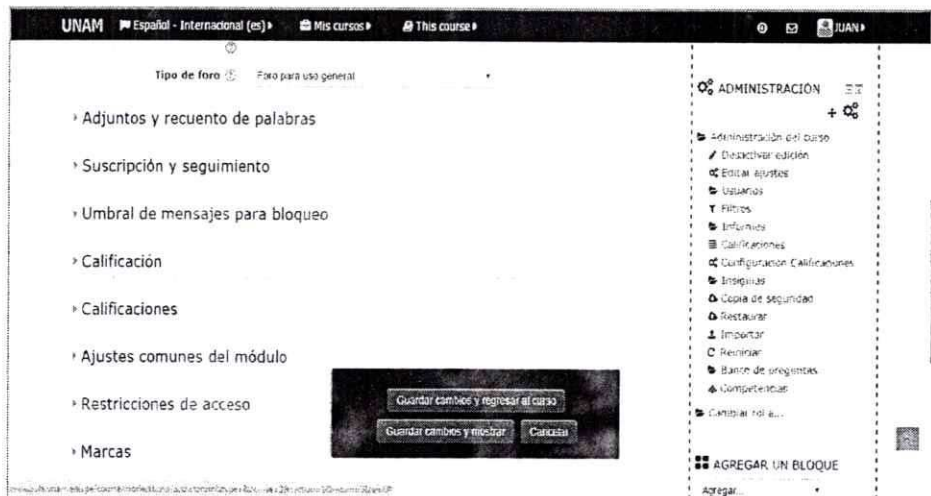 UNAM Español - Internacional (es) Mis cursos This course JUAN
Tipo de foro Foro para uso general
Adjuntos y recuento de palabras
Suscripción y seguimiento
Umbral de mensajes para bloqueo
Calificación
Calificaciones
Ajustes comunes del módulo
Restricciones de acceso
Marcas
Guardar cambios y regresar al curso
Guardar cambios y mostrar Cancelar
ADMINISTRACIÓN
Administración del curso
Desactivar edición
Editar ajustes
Usuarios
Filtros
Informes
Calificaciones
Configuración Calificaciones
Insignias
Copia de seguridad
Restaurar
Importar
Reiniciar
Banco de preguntas
Competencias
Cambiar rol a...
AGREGAR UN BLOQUE
Agregar...